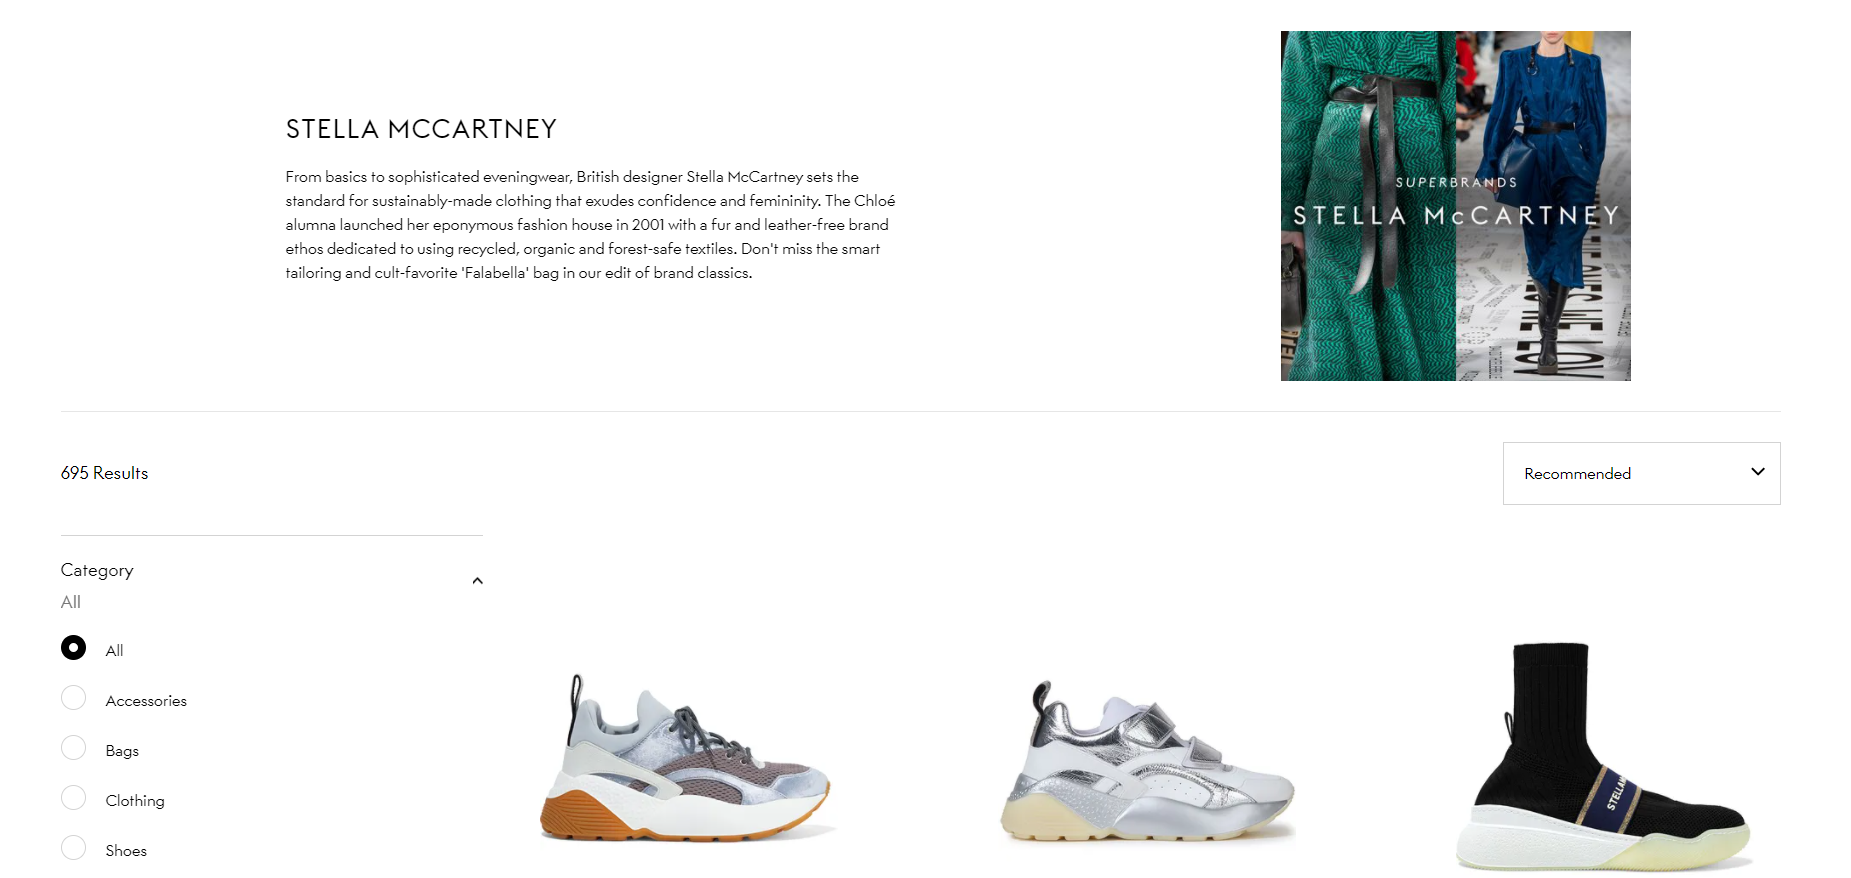 STELLA MCCARTNEY
From basics to sophisticated eveningwear, British designer Stella McCartney sets the
standard for sustainably-made clothing that exudes confidence and femininity. The Chloé
alumna launched her eponymous fashion house in 2001 with a fur and leather-free brand
ethos dedicated to using recycled, organic and forest-safe textiles. Don't miss the smart
tailoring and cult-favorite 'Falabella' bag in our edit of brand classics.
SUPERBRANDS
STELLA McCARTNEY
695 Results
Recommended
Category
All
All
Accessories
Bags
Clothing
Shoes